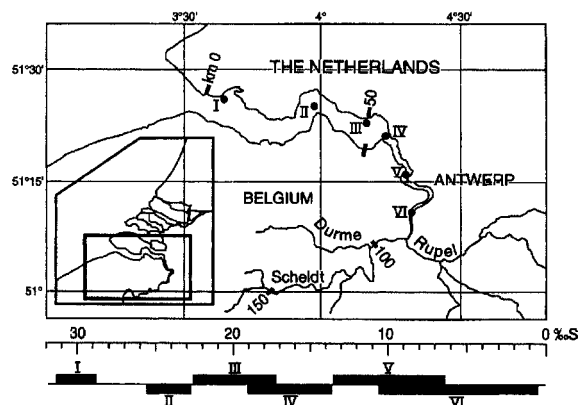 3°30' 4° 4°30'
51°30' THE NETHERLANDS
km 0
50
I
II
III
IV
51°15'
V
ANTWERP
BELGIUM
VI
Durme
Rupel
100
Scheldt
51°
150
30 20 10 0 ‰S
I III V
II IV VI